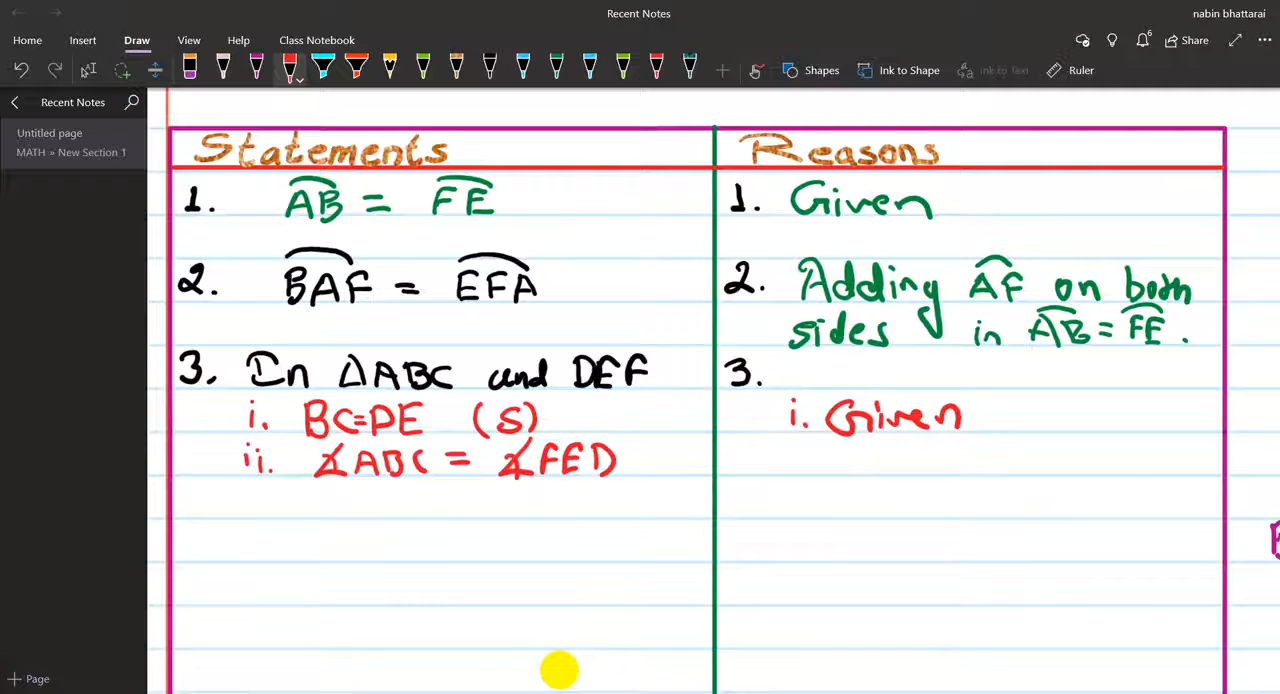 Recent Notes
nabin bhattarai
Home Insert Draw View Help Class Notebook
6 Share
Shapes Ink to Shape Ink to Text Ruler
Recent Notes
Untitled page
MATH » New Section 1
Statements Reasons
1. AB = FE 1. Given
2. BAF = EFA 2. Adding AF on both
sides in AB = FE.
3. In △ABC and DEF 3.
i. BC=DE (S) i. Given
ii. ∡ABC = ∡FED
Page